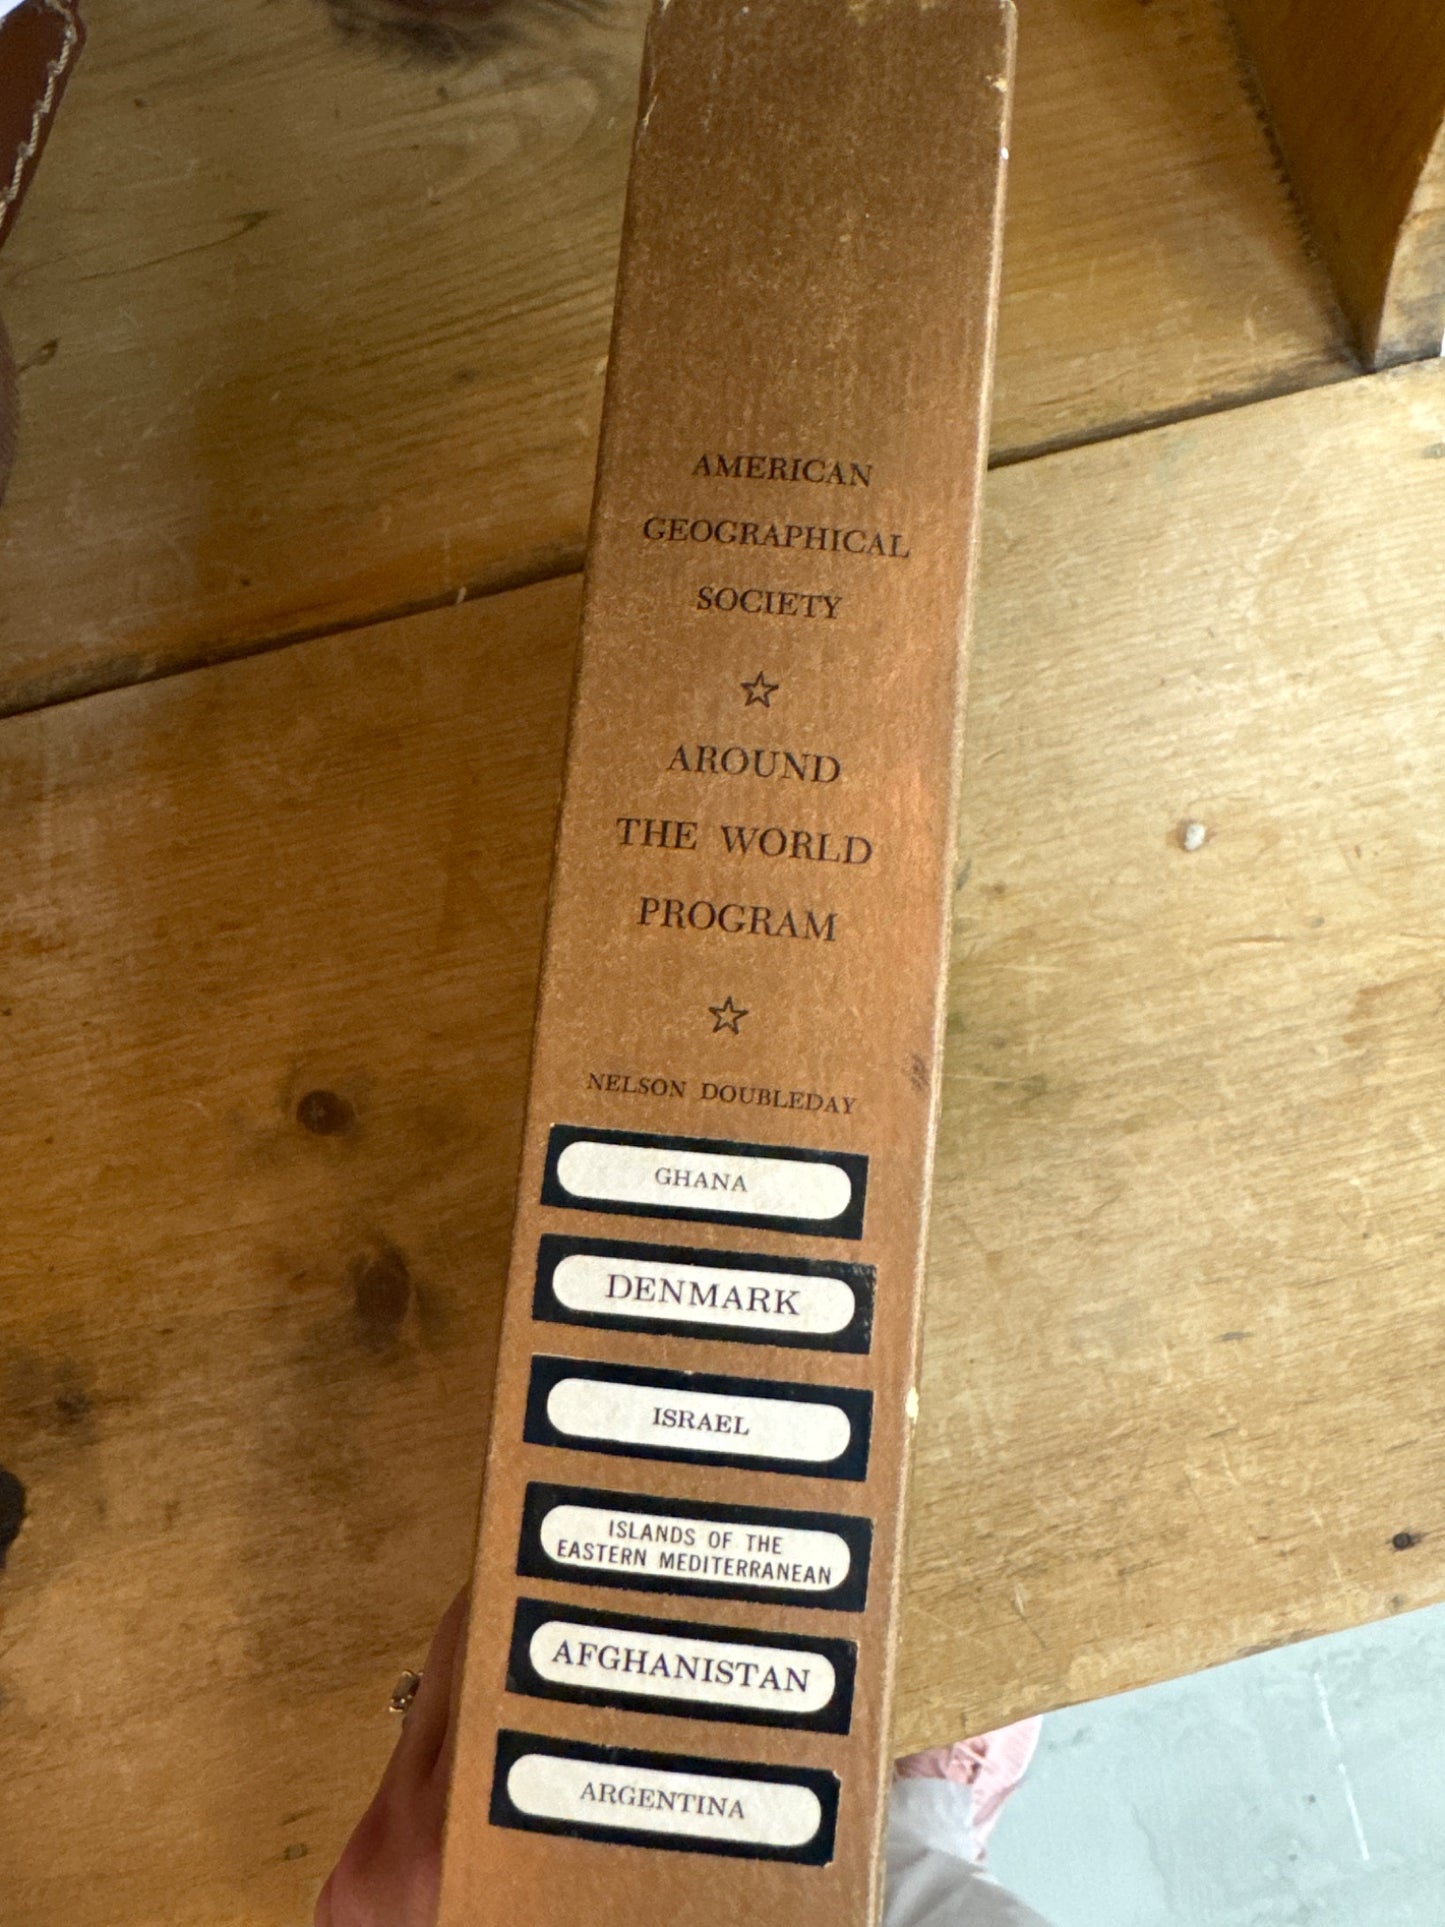 AMERICAN
GEOGRAPHICAL
SOCIETY
AROUND
THE WORLD
PROGRAM
NELSON DOUBLEDAY
GHANA
DENMARK
ISRAEL
ISLANDS OF THE
EASTERN MEDITERRANEAN
AFGHANISTAN
ARGENTINA